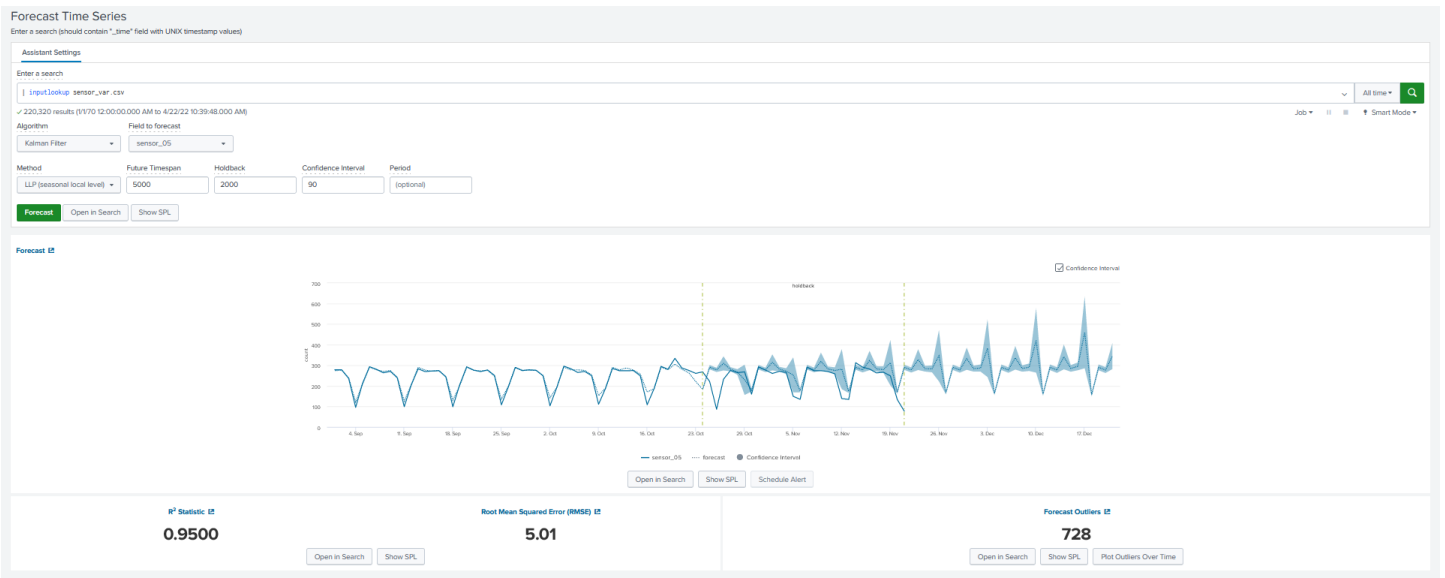 Forecast Time Series
Enter a search (should contain "_time" field with UNIX timestamp values)
Assistant Settings
Enter a search
| inputlookup sensor_var.csv
All time
✓ 220,320 results (1/1/70 12:00:00.000 AM to 4/22/22 10:39:48.000 AM)
Job
Smart Mode
Algorithm Field to forecast
Kalman Filter sensor_05
Method Future Timespan Holdback Confidence Interval Period
LLP (seasonal local level) 5000 2000 90 (optional)
Forecast Open in Search Show SPL
Forecast
Confidence Interval
holdback
700
600
500
400
300
200
100
0
count
4. Sep 11. Sep 18. Sep 25. Sep 2. Oct 9. Oct 16. Oct 23. Oct 29. Oct 5. Nov 12. Nov 19. Nov 26. Nov 3. Dec 10. Dec 17. Dec
sensor_05 forecast Confidence Interval
Open in Search Show SPL Schedule Alert
R² Statistic Root Mean Squared Error (RMSE) Forecast Outliers
0.9500 5.01 728
Open in Search Show SPL Open in Search Show SPL Plot Outliers Over Time